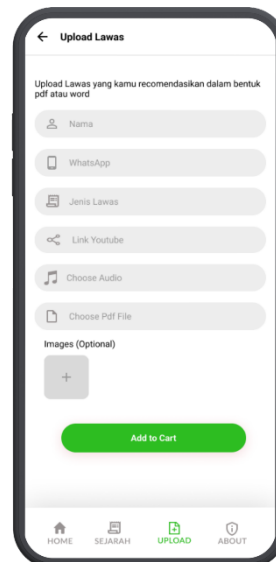 Upload Lawas
Upload Lawas yang kamu recomendasikan dalam bentuk
pdf atau word
Nama
WhatsApp
Jenis Lawas
Link Youtube
Choose Audio
Choose Pdf File
Images (Optional)
+
Add to Cart
HOME SEJARAH UPLOAD ABOUT